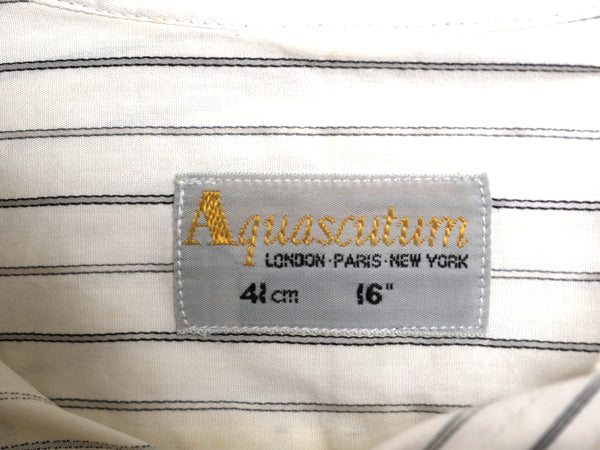 Aquascutum
LONDON·PARIS·NEW YORK
41cm 16"